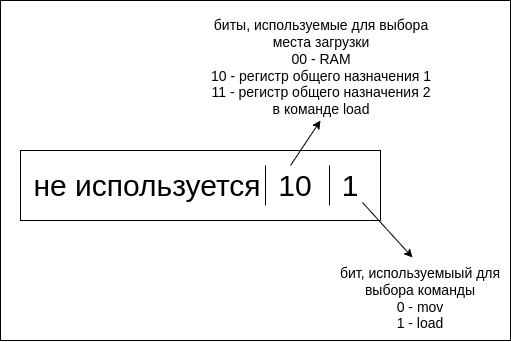 биты, используемые для выбора
места загрузки
00 - RAM
10 - регистр общего назначения 1
11 - регистр общего назначения 2
в команде load
не используется 10 1
бит, используемыый для
выбора команды
0 - mov
1 - load